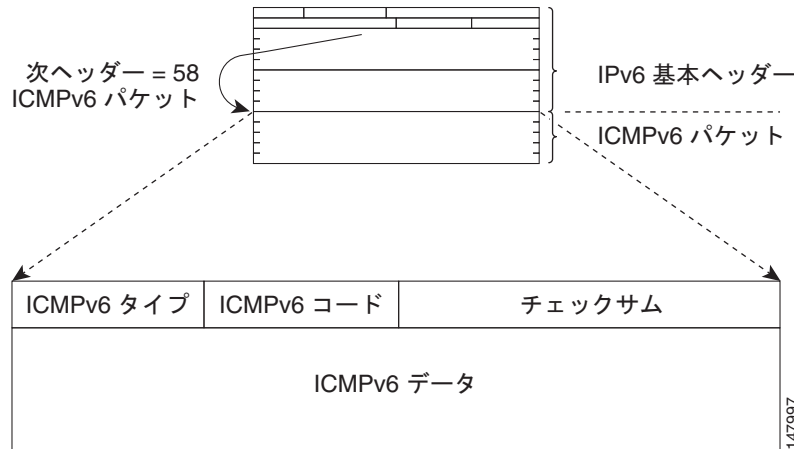 次ヘッダー = 58
ICMPv6 パケット
IPv6 基本ヘッダー
ICMPv6 パケット
ICMPv6 タイプ
ICMPv6 コード
チェックサム
ICMPv6 データ
147997